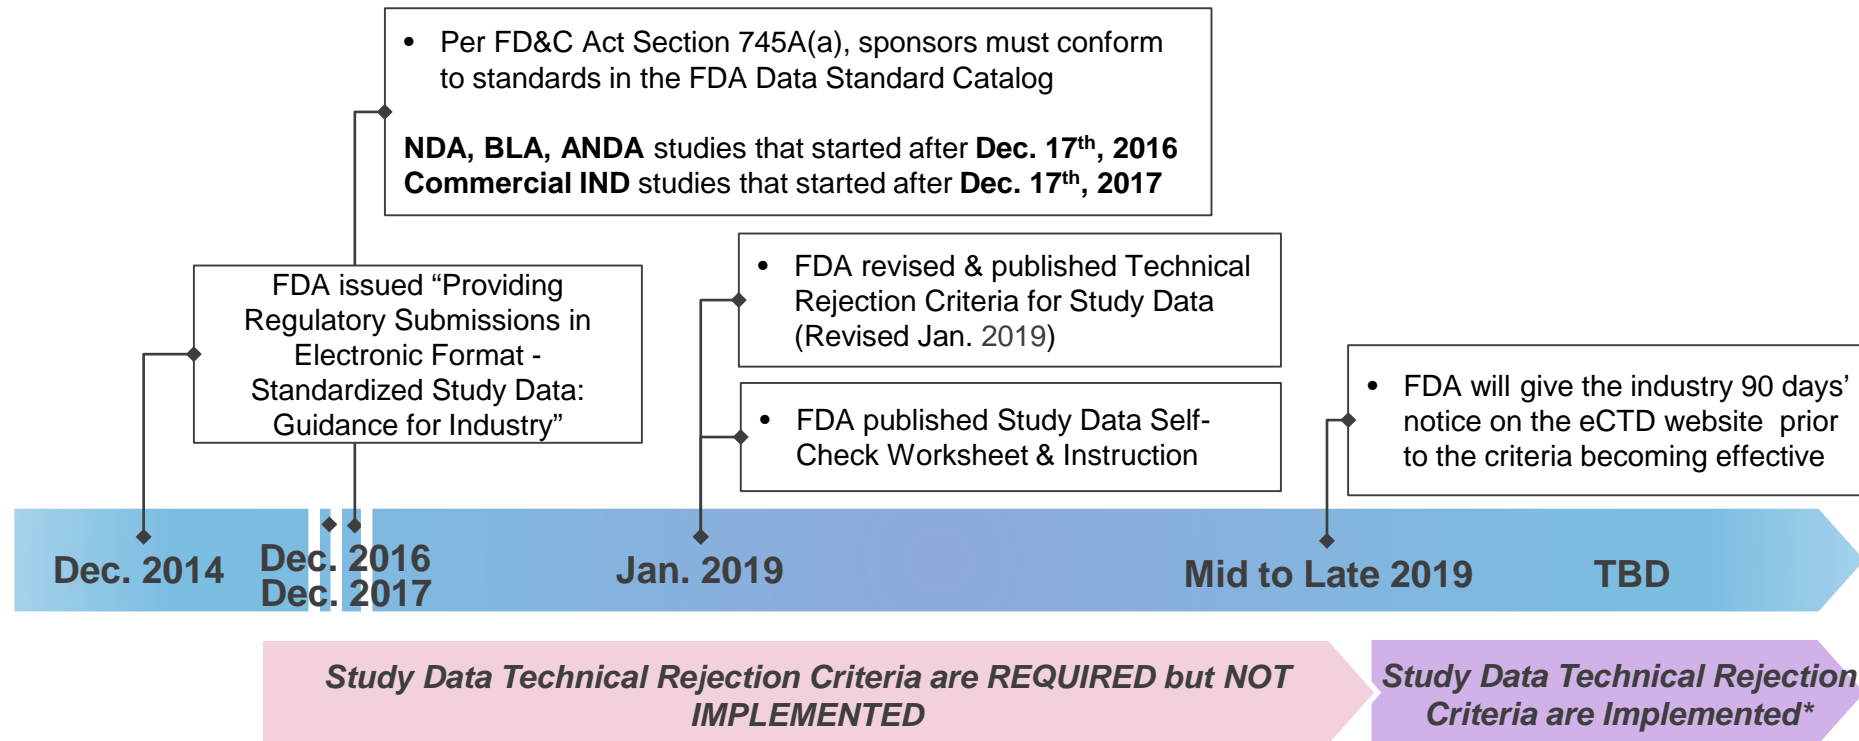 • Per FD&C Act Section 745A(a), sponsors must conform
to standards in the FDA Data Standard Catalog
NDA, BLA, ANDA studies that started after Dec. 17th, 2016
Commercial IND studies that started after Dec. 17th, 2017
FDA issued “Providing
Regulatory Submissions in
Electronic Format -
Standardized Study Data:
Guidance for Industry”
• FDA revised & published Technical
Rejection Criteria for Study Data
(Revised Jan. 2019)
• FDA published Study Data Self-
Check Worksheet & Instruction
• FDA will give the industry 90 days’
notice on the eCTD website prior
to the criteria becoming effective
Dec. 2014
Dec. 2016
Dec. 2017
Jan. 2019
Mid to Late 2019
TBD
Study Data Technical Rejection Criteria are REQUIRED but NOT
IMPLEMENTED
Study Data Technical Rejection
Criteria are Implemented*